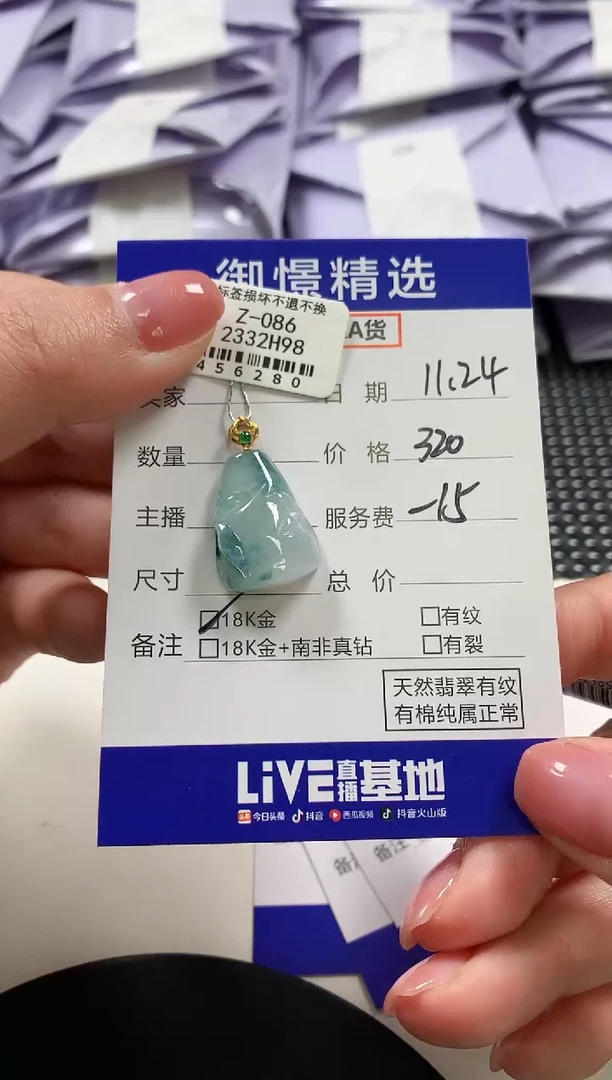 御憬精选
标签损坏不退不换
Z-086
2332H98
456280
A货
买家
日 期 11.24
数量
价 格 320
主播
服务费 -15
尺寸
总 价
备注
18K金
有纹
18K金+南非真钻
有裂
天然翡翠有纹
有棉纯属正常
LiVE直播基地
今日头条 抖音 西瓜视频 抖音火山版
备注